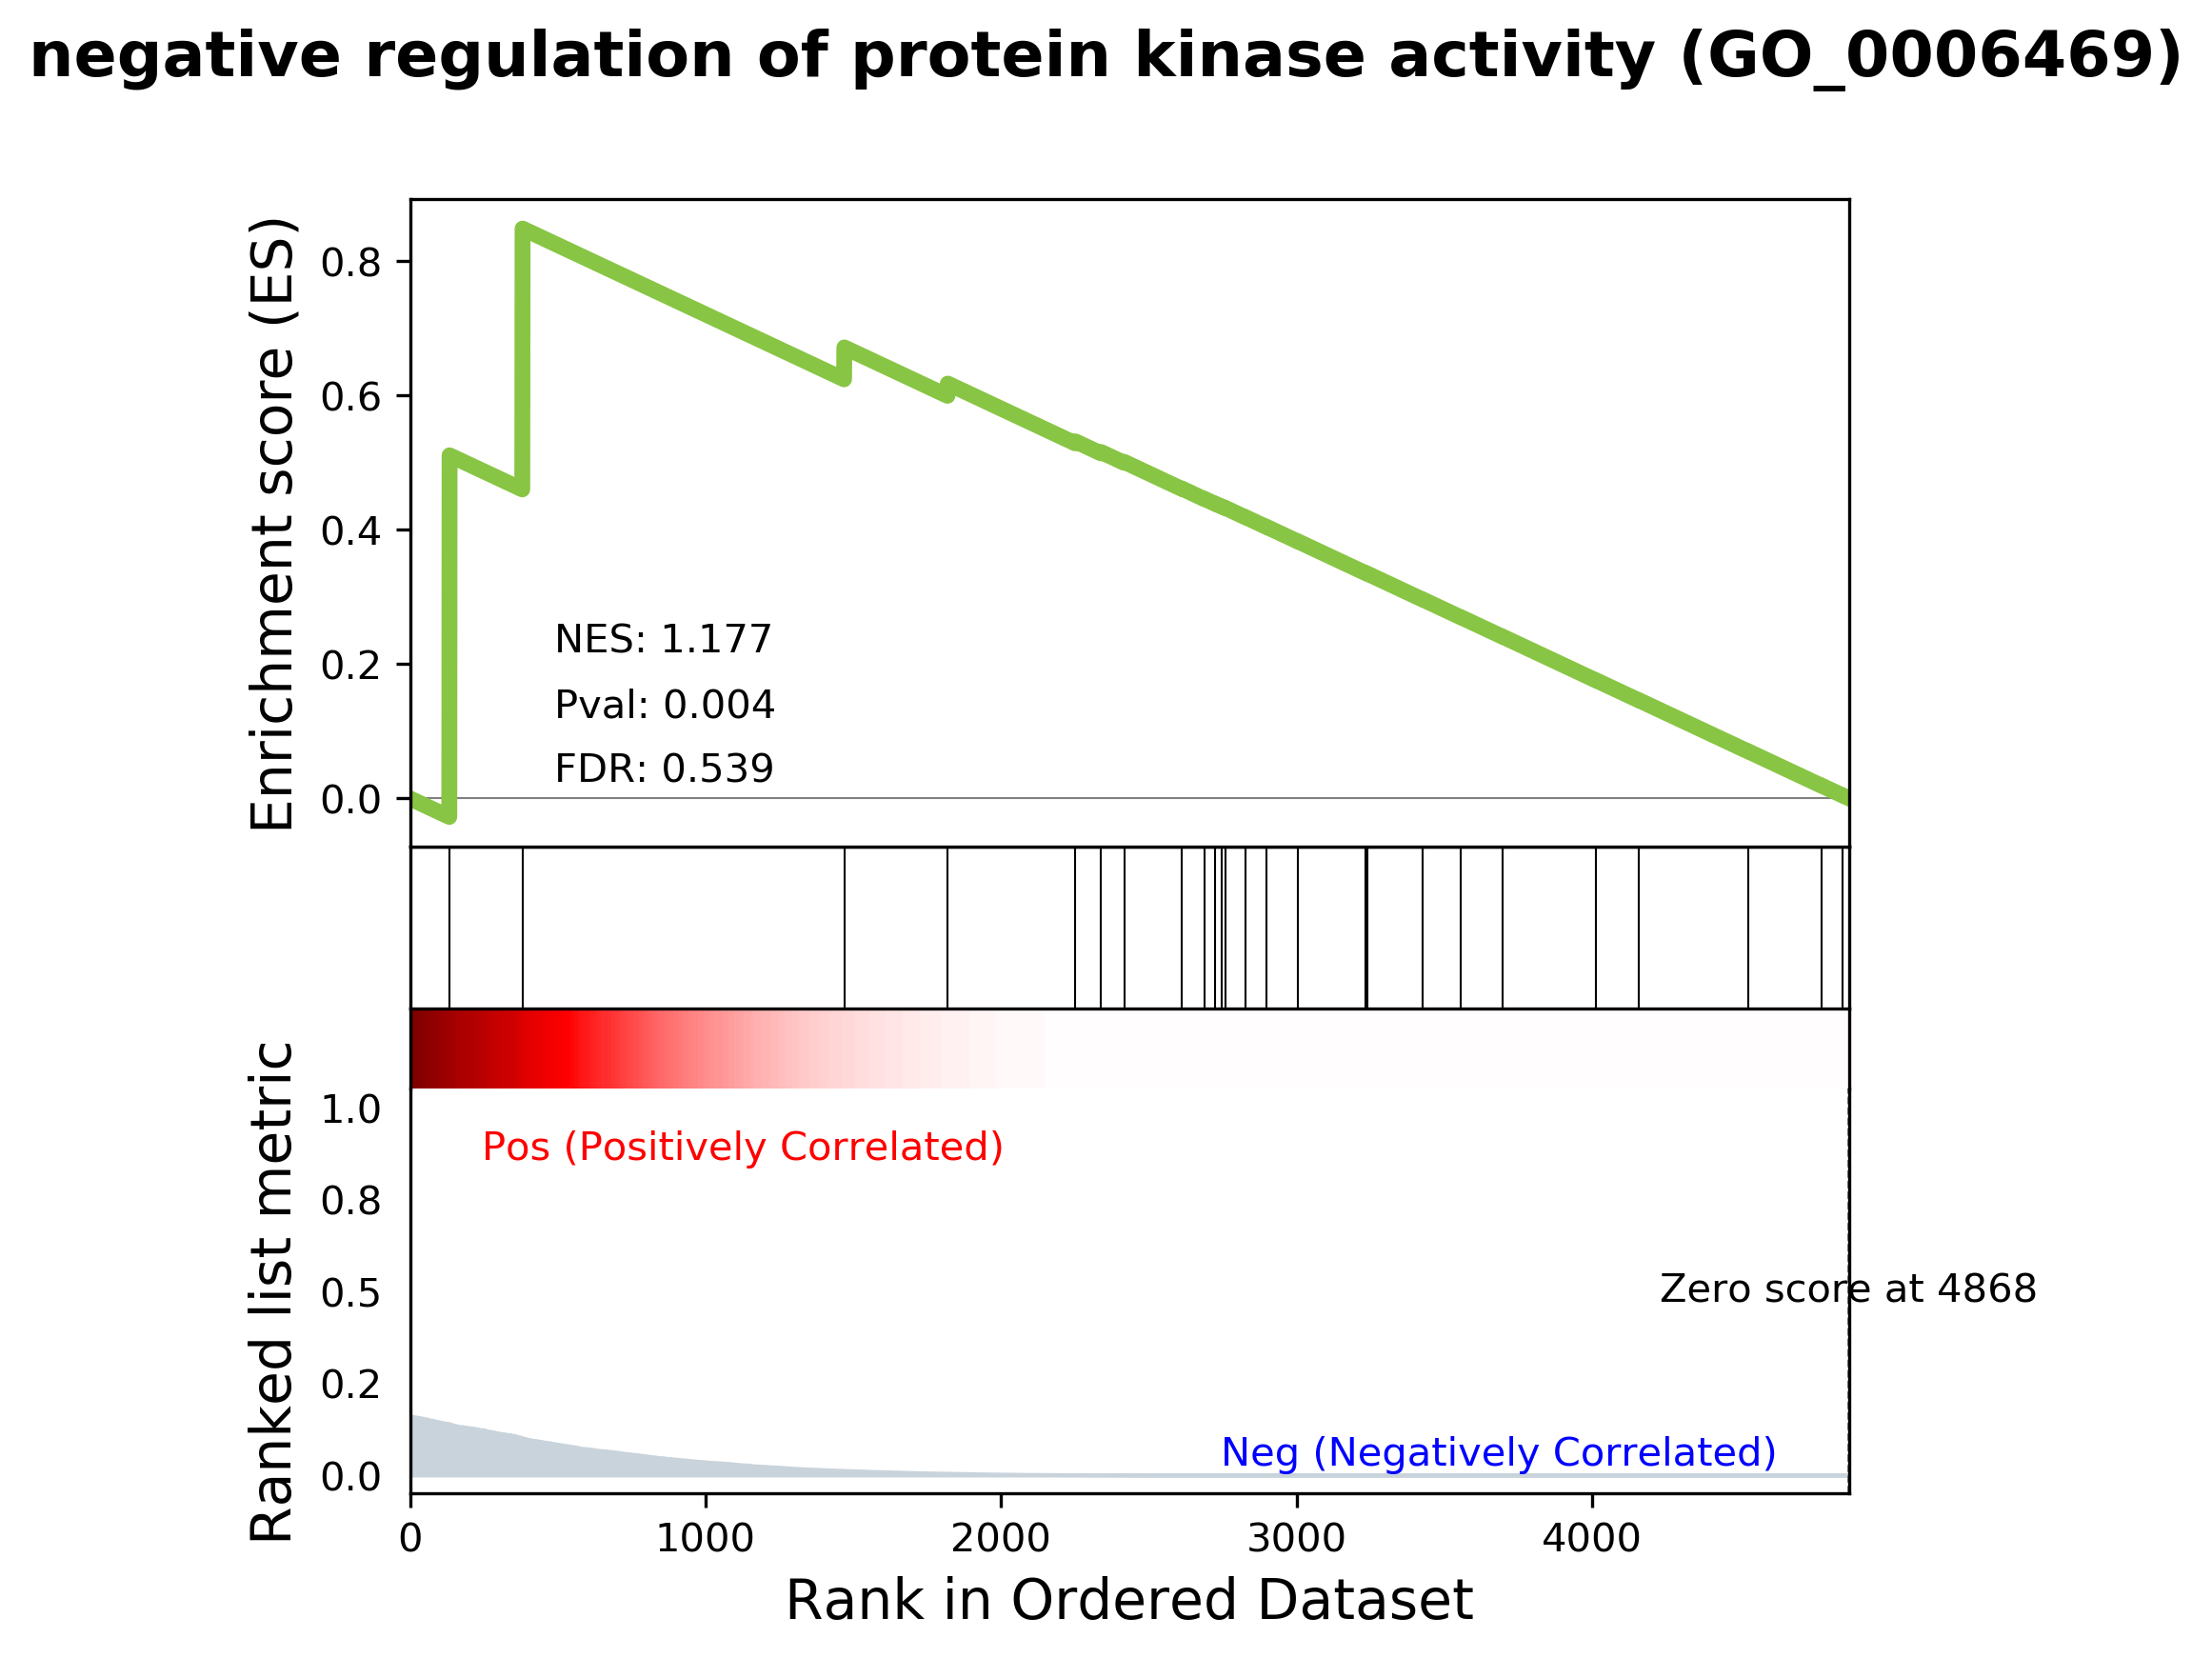 negative regulation of protein kinase activity (GO_0006469)
Enrichment score (ES)
0.8
0.6
0.4
0.2
0.0
NES: 1.177
Pval: 0.004
FDR: 0.539
Ranked list metric
1.0
0.8
0.5
0.2
0.0
Pos (Positively Correlated)
Zero score at 4868
Neg (Negatively Correlated)
0 1000 2000 3000 4000
Rank in Ordered Dataset